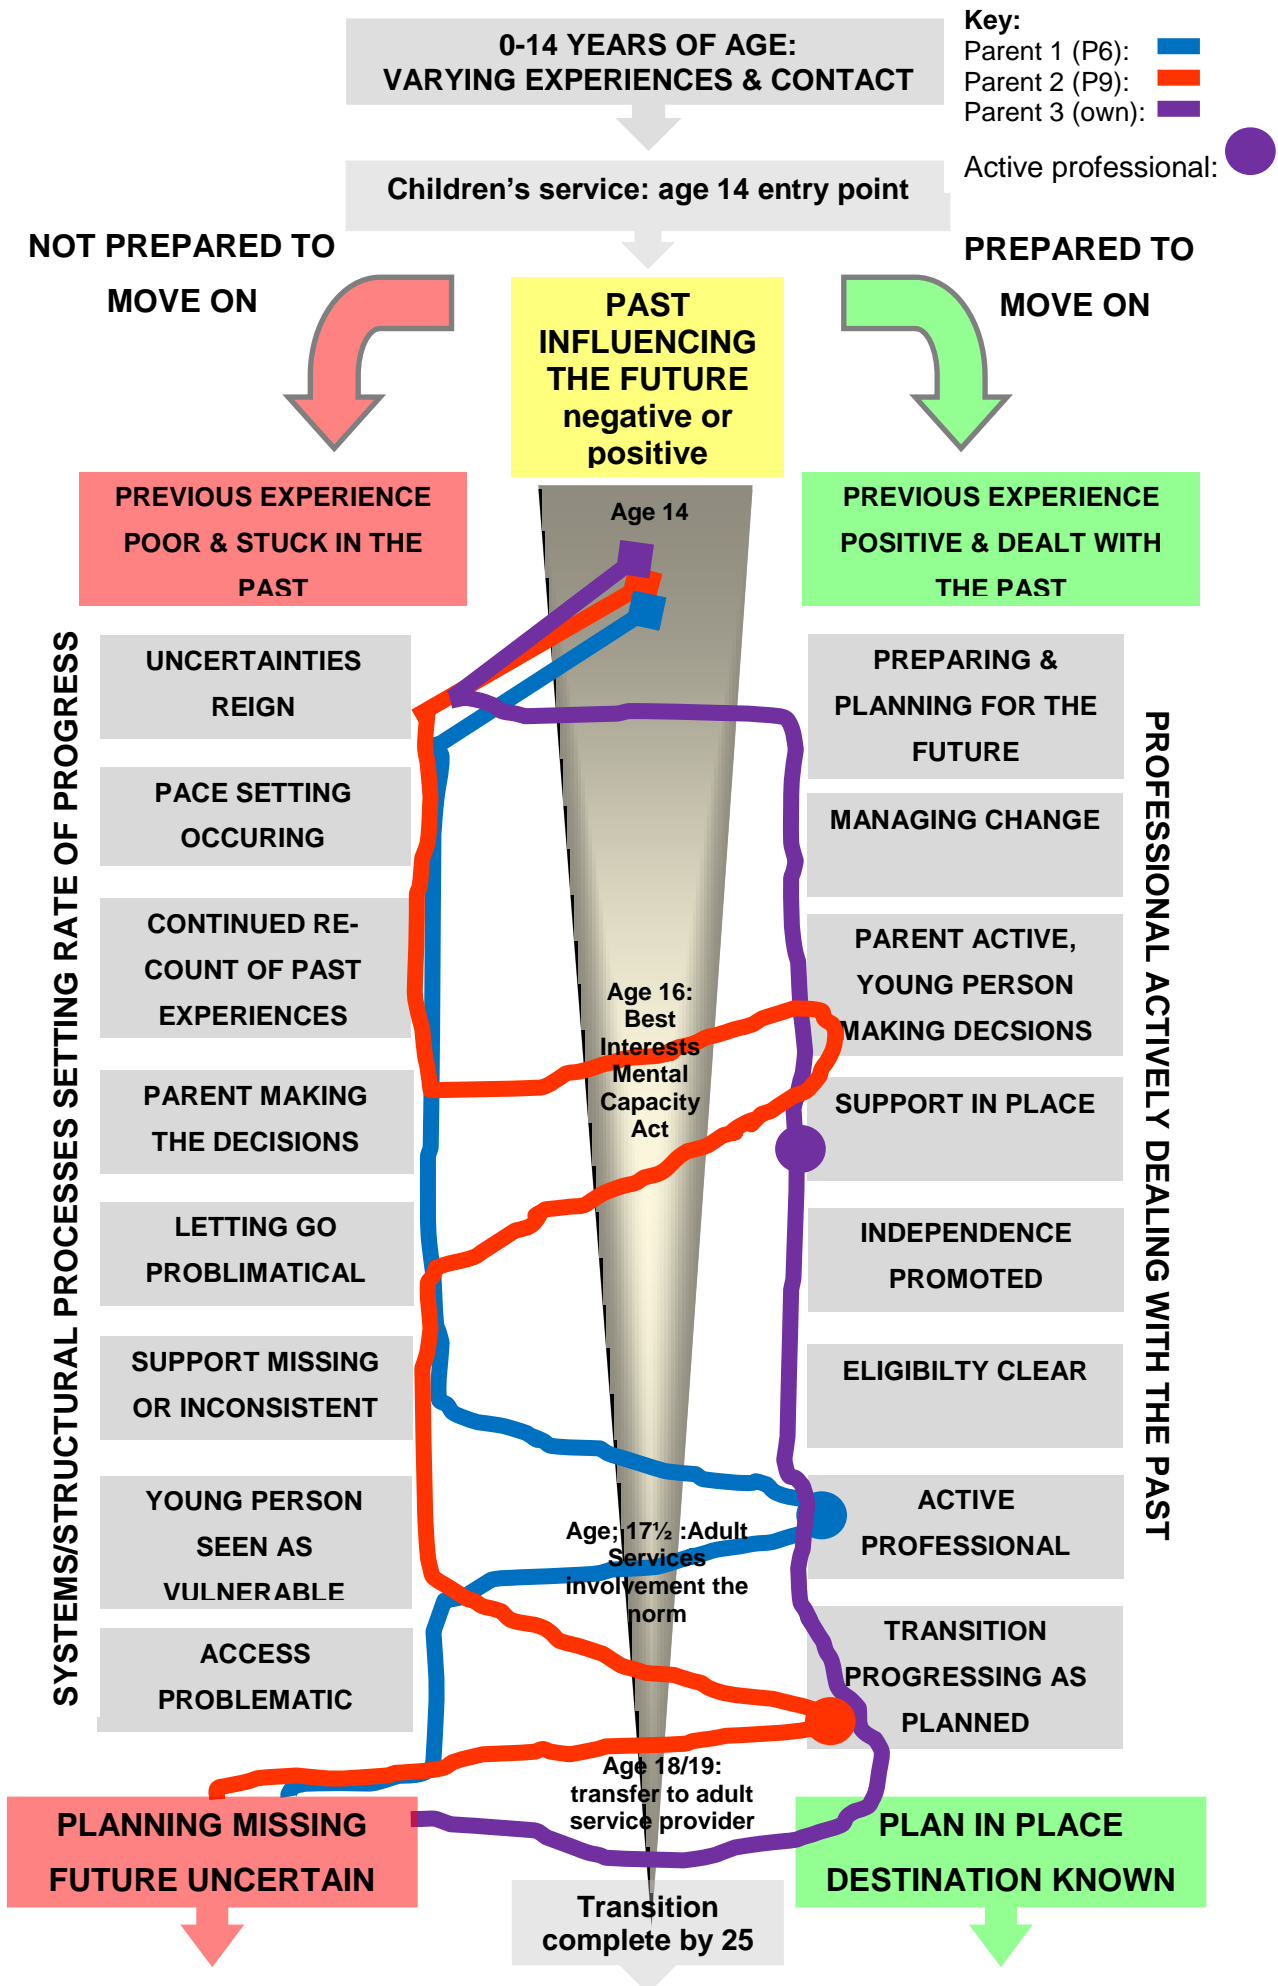 0-14 YEARS OF AGE:
VARYING EXPERIENCES & CONTACT
Key:
Parent 1 (P6):
Parent 2 (P9):
Parent 3 (own):
Active professional:
Children's service: age 14 entry point
NOT PREPARED TO
MOVE ON
PREPARED TO
MOVE ON
PAST
INFLUENCING
THE FUTURE
negative or
positive
PREVIOUS EXPERIENCE
POOR & STUCK IN THE
PAST
PREVIOUS EXPERIENCE
POSITIVE & DEALT WITH
THE PAST
SYSTEMS/STRUCTURAL PROCESSES SETTING RATE OF PROGRESS
UNCERTAINTIES
REIGN
PACE SETTING
OCCURING
CONTINUED RE-
COUNT OF PAST
EXPERIENCES
PARENT MAKING
THE DECISIONS
LETTING GO
PROBLIMATICAL
SUPPORT MISSING
OR INCONSISTENT
YOUNG PERSON
SEEN AS
VULNERABLE
ACCESS
PROBLEMATIC
Age 14
Age 16:
Best
Interests
Mental
Capacity
Act
Age; 17½ :Adult
Services
involvement the
norm
Age 18/19:
transfer to adult
service provider
PREPARING &
PLANNING FOR THE
FUTURE
MANAGING CHANGE
PARENT ACTIVE,
YOUNG PERSON
MAKING DECSIONS
SUPPORT IN PLACE
INDEPENDENCE
PROMOTED
ELIGIBILTY CLEAR
ACTIVE
PROFESSIONAL
TRANSITION
PROGRESSING AS
PLANNED
PROFESSIONAL ACTIVELY DEALING WITH THE PAST
PLANNING MISSING
FUTURE UNCERTAIN
PLAN IN PLACE
DESTINATION KNOWN
Transition
complete by 25